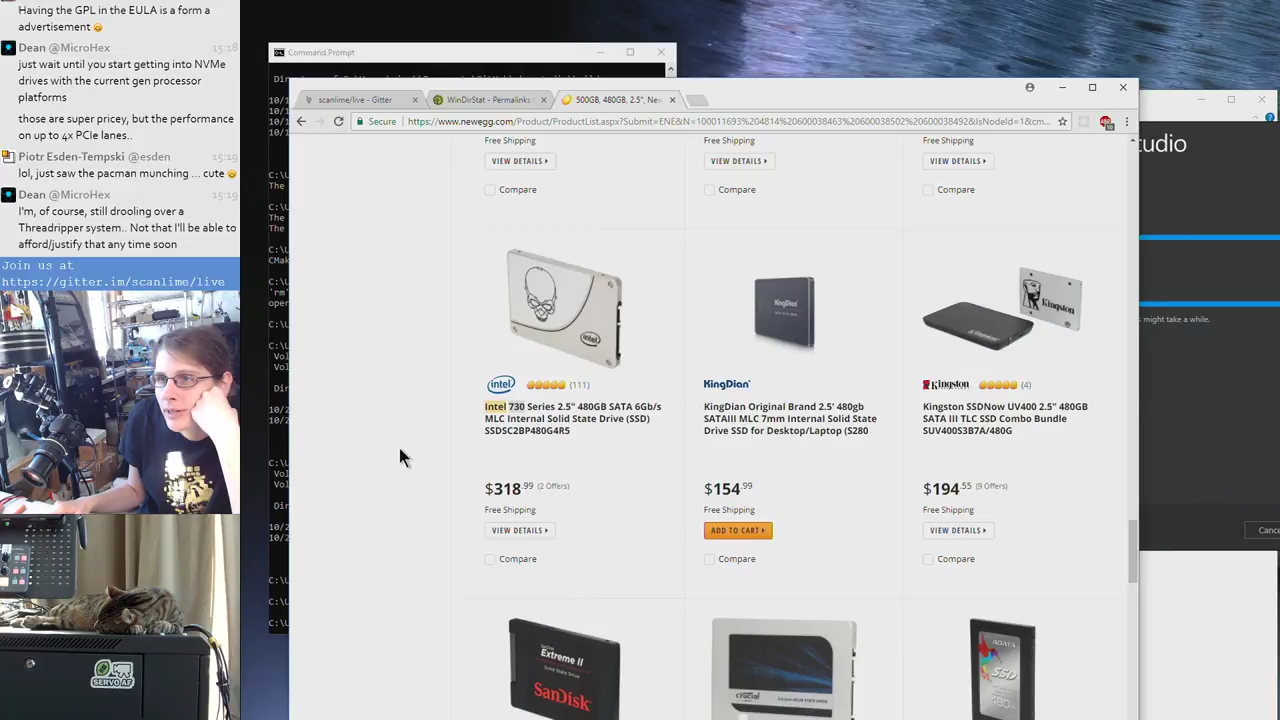 Having the GPL in the EULA is a form a
advertisement
Dean @MicroHex 15:18
just wait until you start getting into NVMe
drives with the current gen processor
platforms
those are super pricey, but the performance
on up to 4x PCIe lanes..
Piotr Esden-Tempski @esden 15:19
lol, just saw the pacman munching ... cute
Dean @MicroHex 15:19
I'm, of course, still drooling over a
Threadripper system.. Not that I'll be able to
afford/justify that any time soon
Join us at
https://gitter.im/scanlime/live
SERVO AF
Command Prompt
scanlime/live - Gitter
WinDirStat - Permalinks
500GB, 480GB, 2.5", New
Secure
https://www.newegg.com/Product/ProductList.aspx?Submit=ENE&N=100011693%204814%20600038463%20600038502%20600038492&IsNodeId=1&cm...
Free Shipping
Free Shipping
Free Shipping
VIEW DETAILS
VIEW DETAILS
VIEW DETAILS
Compare
Compare
Compare
intel
KingDian
Kingston
intel (111)
Intel 730 Series 2.5" 480GB SATA 6Gb/s
MLC Internal Solid State Drive (SSD)
SSDSC2BP480G4R5
$318.99 (2 Offers)
Free Shipping
VIEW DETAILS
Compare
KingDian
KingDian Original Brand 2.5' 480gb
SATAIII MLC 7mm Internal Solid State
Drive SSD for Desktop/Laptop (S280
$154.99
Free Shipping
ADD TO CART
Compare
Kingston (4)
Kingston SSDNow UV400 2.5" 480GB
SATA III TLC SSD Combo Bundle
SUV400S3B7A/480G
$194.55 (9 Offers)
Free Shipping
VIEW DETAILS
Compare
SanDisk
Extreme II
crucial
ADATA
SSD
udio
might take a while.
Cance